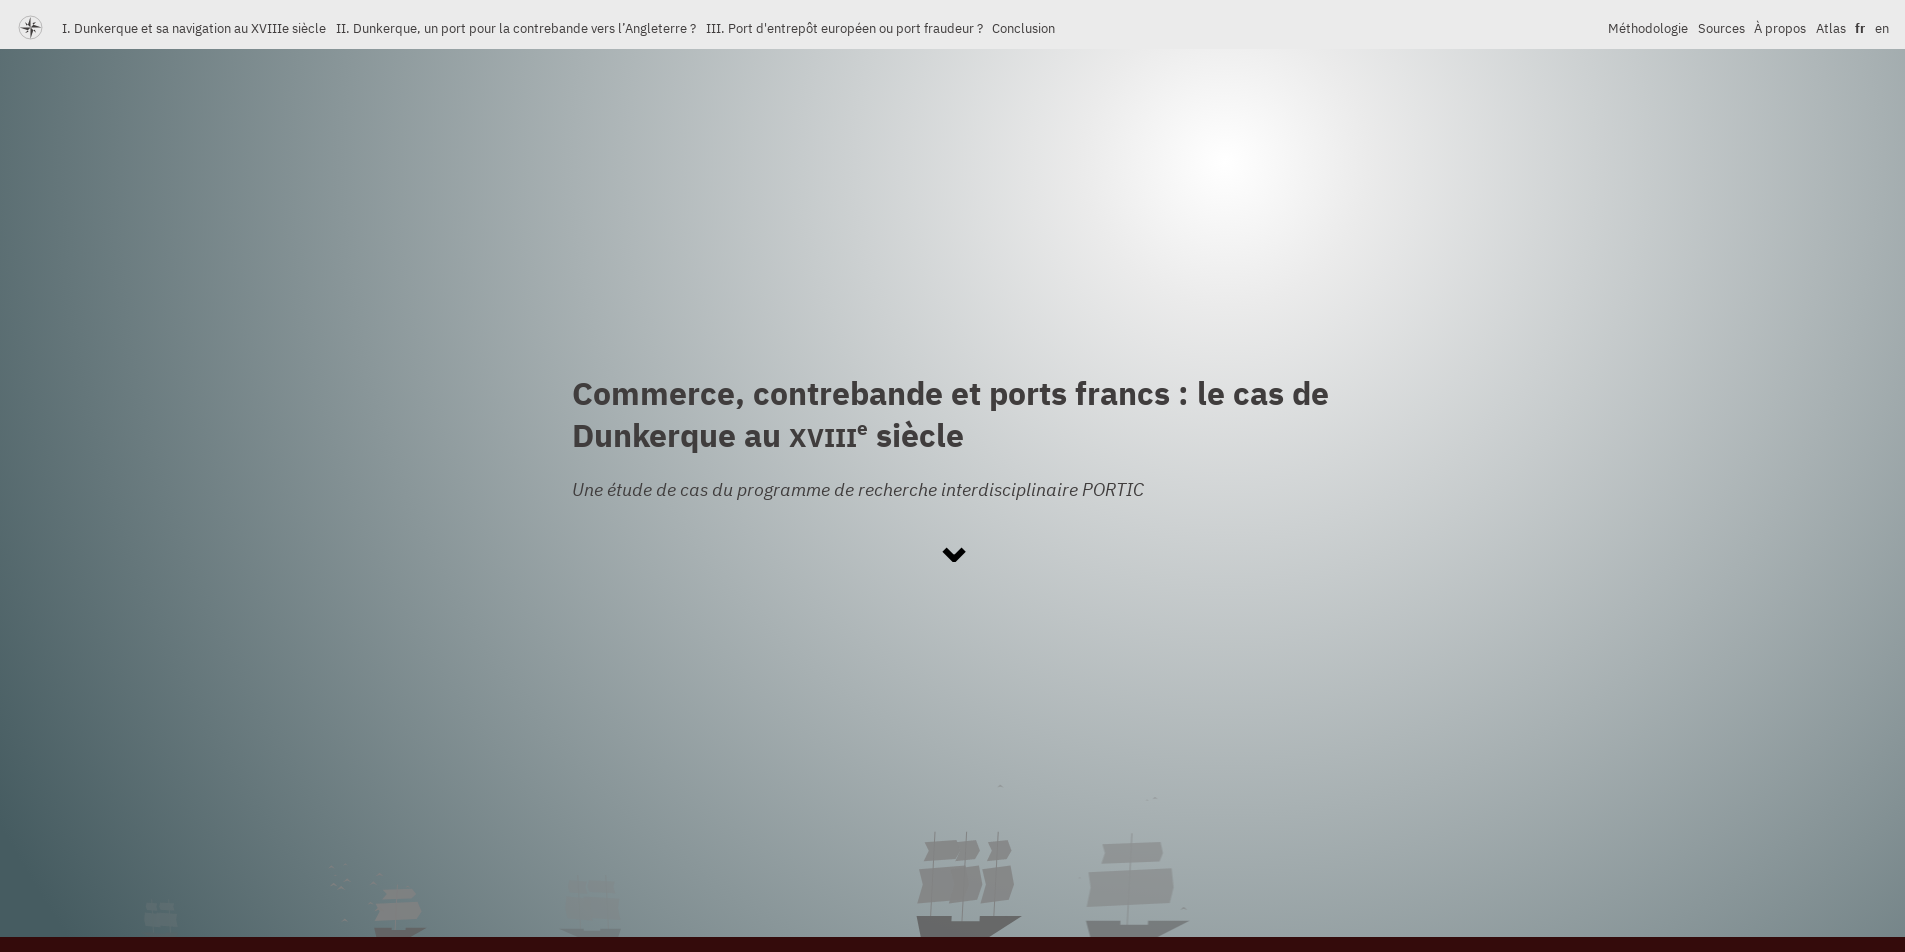 I. Dunkerque et sa navigation au XVIIIe siècle II. Dunkerque, un port pour la contrebande vers l’Angleterre ? III. Port d'entrepôt européen ou port fraudeur ? Conclusion Méthodologie Sources À propos Atlas fr en
Commerce, contrebande et ports francs : le cas de
Dunkerque au XVIIIe siècle
Une étude de cas du programme de recherche interdisciplinaire PORTIC